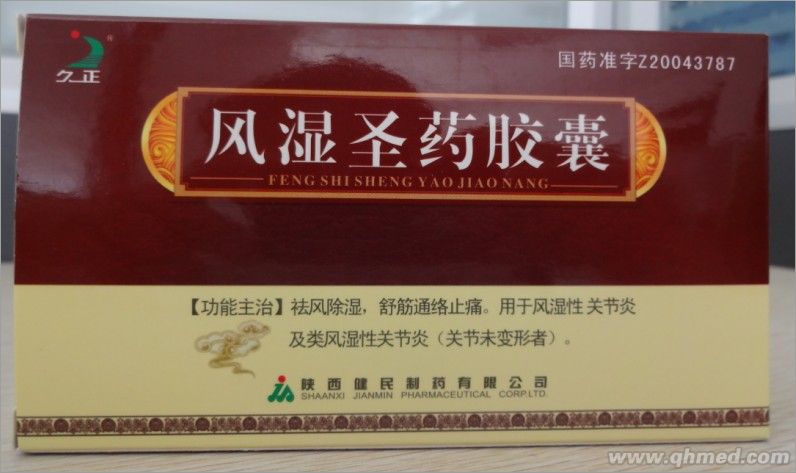 久正
®
国药准字Z20043787
风湿圣药胶囊
FENG SHI SHENG YAO JIAO NANG
【功能主治】祛风除湿，舒筋通络止痛。用于风湿性关节炎
及类风湿性关节炎（关节未变形者）。
陕西健民制药有限公司
SHAANXI JIANMIN PHARMACEUTICAL CORP.LTD.
www.qhmed.com